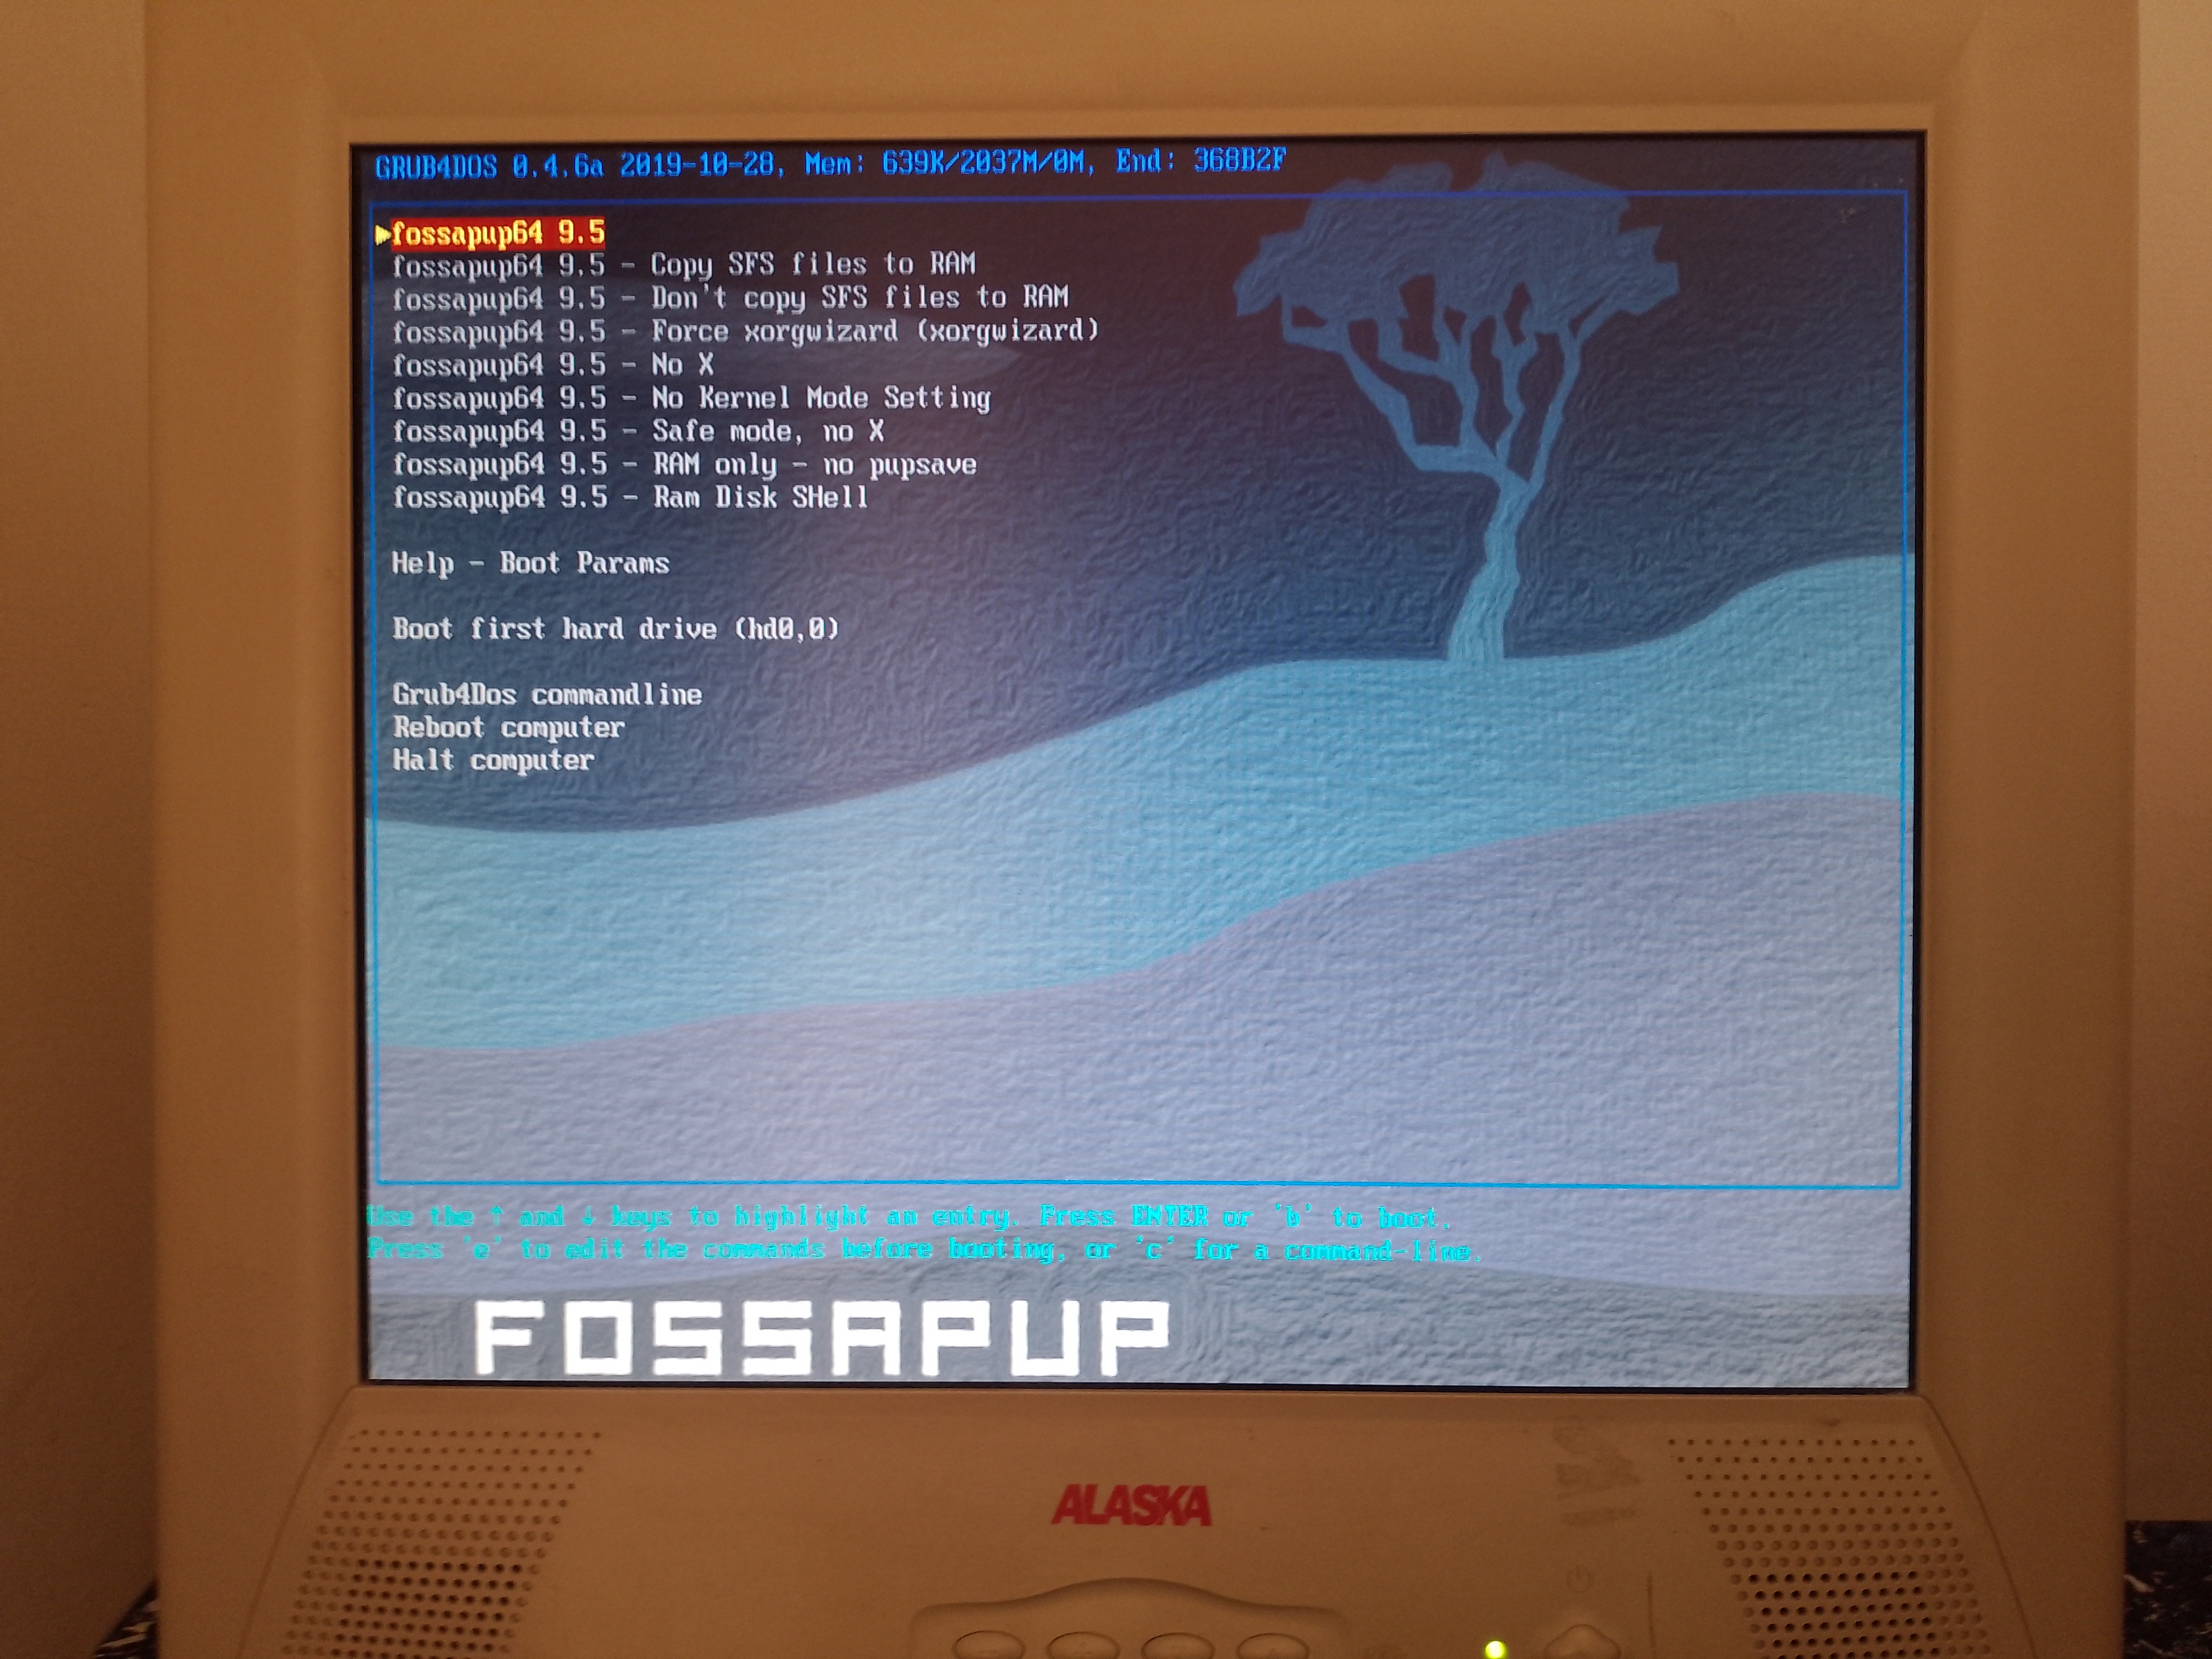 GRUB4DOS 0.4.6a 2019-10-28, Mem: 639K/2037M/0M, End: 368B2F
fossapup64 9.5
fossapup64 9.5 - Copy SFS files to RAM
fossapup64 9.5 - Don't copy SFS files to RAM
fossapup64 9.5 - Force xorgwizard (xorgwizard)
fossapup64 9.5 - No X
fossapup64 9.5 - No Kernel Mode Setting
fossapup64 9.5 - Safe mode, no X
fossapup64 9.5 - RAM only - no pupsave
fossapup64 9.5 - Ram Disk SHell
Help - Boot Params
Boot first hard drive (hd0,0)
Grub4Dos commandline
Reboot computer
Halt computer
Use the ↑ and ↓ keys to highlight an entry. Press ENTER or 'b' to boot.
Press 'e' to edit the commands before booting, or 'c' for a command-line.
FOSSAPUP
ALASKA